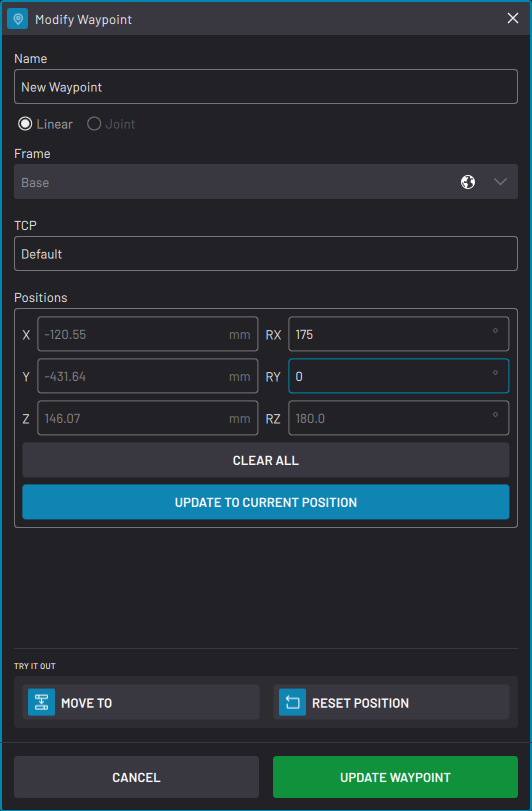 Modify Waypoint
Name
New Waypoint
Linear Joint
Frame
Base
TCP
Default
Positions
X -120.55 mm RX 175 °
Y -431.64 mm RY 0 °
Z 146.07 mm RZ 180.0 °
CLEAR ALL
UPDATE TO CURRENT POSITION
TRY IT OUT
MOVE TO RESET POSITION
CANCEL UPDATE WAYPOINT